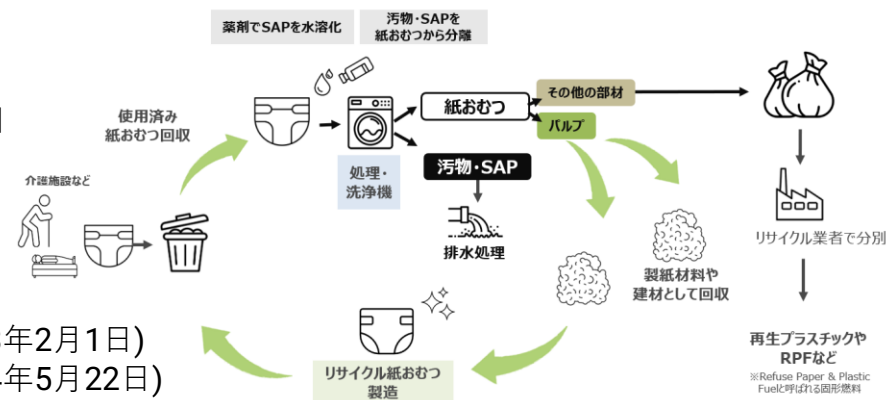 薬剤でSAPを水溶化
汚物・SAPを
紙おむつから分離
使用済み
紙おむつ回収
介護施設など
処理・
洗浄機
紙おむつ
その他の部材
パルプ
汚物・SAP
排水処理
製紙材料や
建材として回収
リサイクル業者で分別
再生プラスチックや
RPFなど
※Refuse Paper & Plastic
Fuelと呼ばれる固形燃料
リサイクル紙おむつ
製造
年2月1日)
年5月22日)